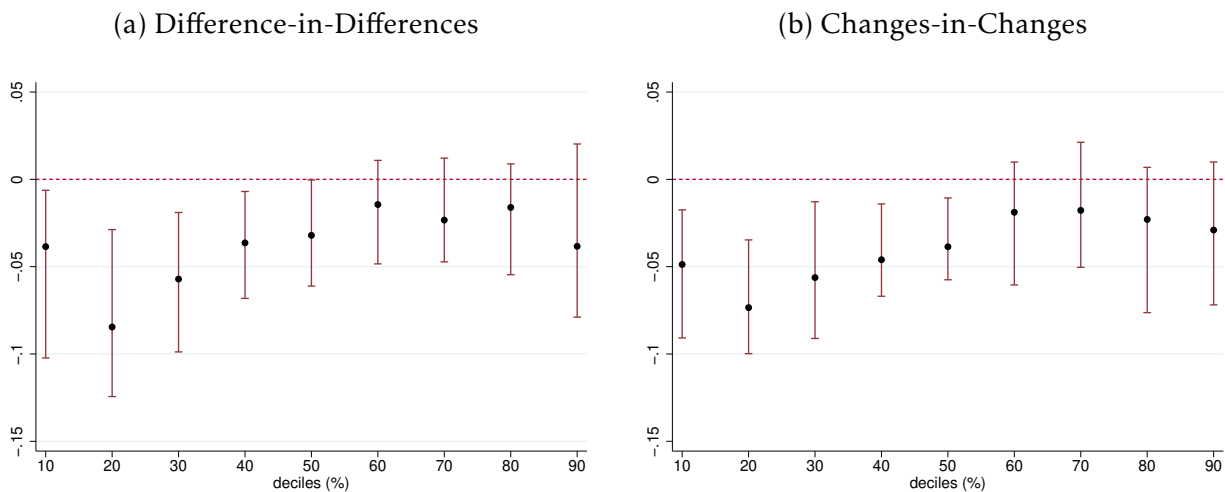 (a) Difference-in-Differences
.05
0
-.05
-.1
-.15
10 20 30 40 50 60 70 80 90
deciles (%)
(b) Changes-in-Changes
.05
0
-.05
-.1
-.15
10 20 30 40 50 60 70 80 90
deciles (%)